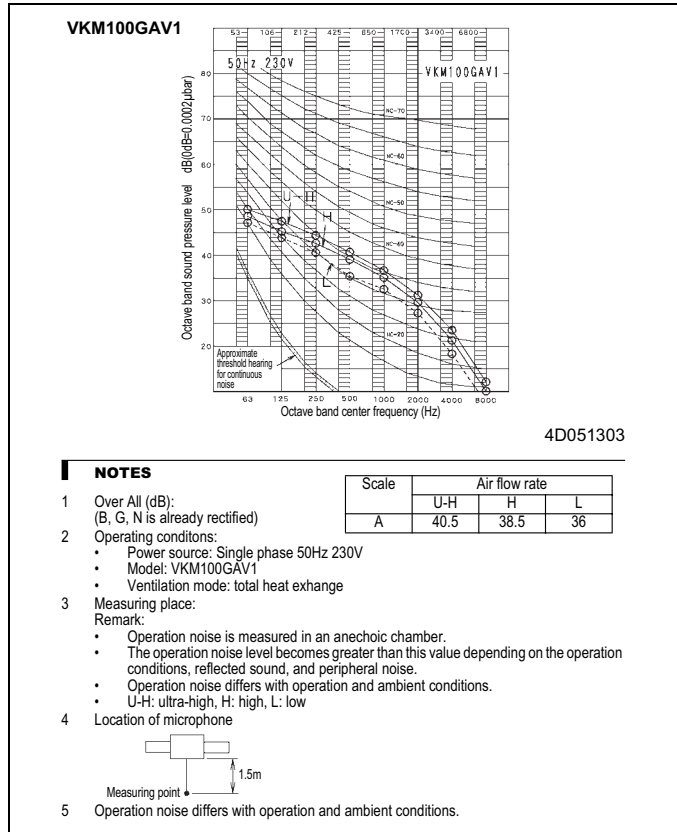 VKM100GAV1
53 106 212 425 850 1700 3400 6800
50Hz 230V
VKM100GAV1
80
70
60
50
40
30
20
Octave band sound pressure level dB(0dB=0.0002µbar)
NC-70
NC-60
NC-50
NC-40
NC-20
U-H
H
L
Approximate
threshold hearing
for continuous
noise
63 125 250 500 1000 2000 4000 8000
Octave band center frequency (Hz)
4D051303
NOTES
1 Over All (dB):
(B, G, N is already rectified)
Scale Air flow rate
U-H H L
A 40.5 38.5 36
2 Operating conditons:
• Power source: Single phase 50Hz 230V
• Model: VKM100GAV1
• Ventilation mode: total heat exhange
3 Measuring place:
Remark:
• Operation noise is measured in an anechoic chamber.
• The operation noise level becomes greater than this value depending on the operation
conditions, reflected sound, and peripheral noise.
• Operation noise differs with operation and ambient conditions.
• U-H: ultra-high, H: high, L: low
4 Location of microphone
1.5m
Measuring point
5 Operation noise differs with operation and ambient conditions.